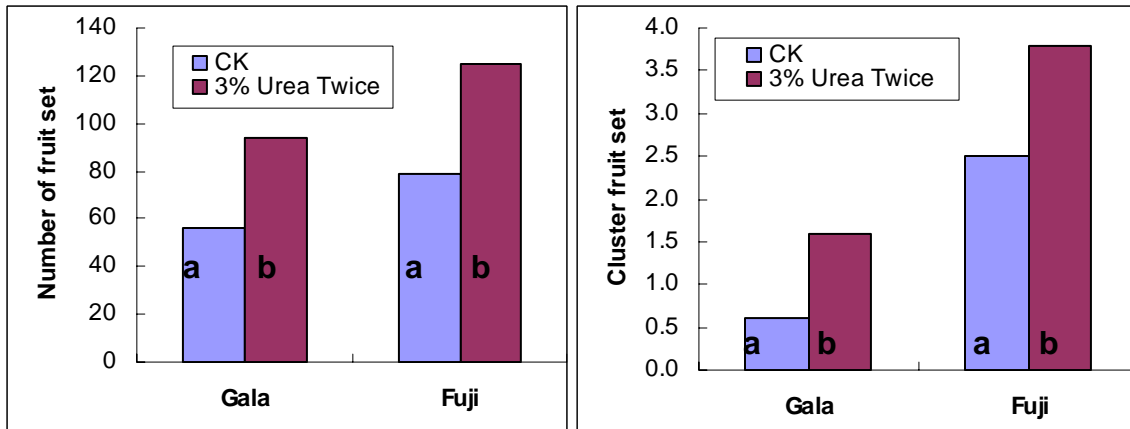 Number of fruit set
140
120
100
80
60
40
20
0
CK
3% Urea Twice
a b a b
Gala Fuji
Cluster fruit set
4.0
3.5
3.0
2.5
2.0
1.5
1.0
0.5
0.0
CK
3% Urea Twice
a b a b
Gala Fuji